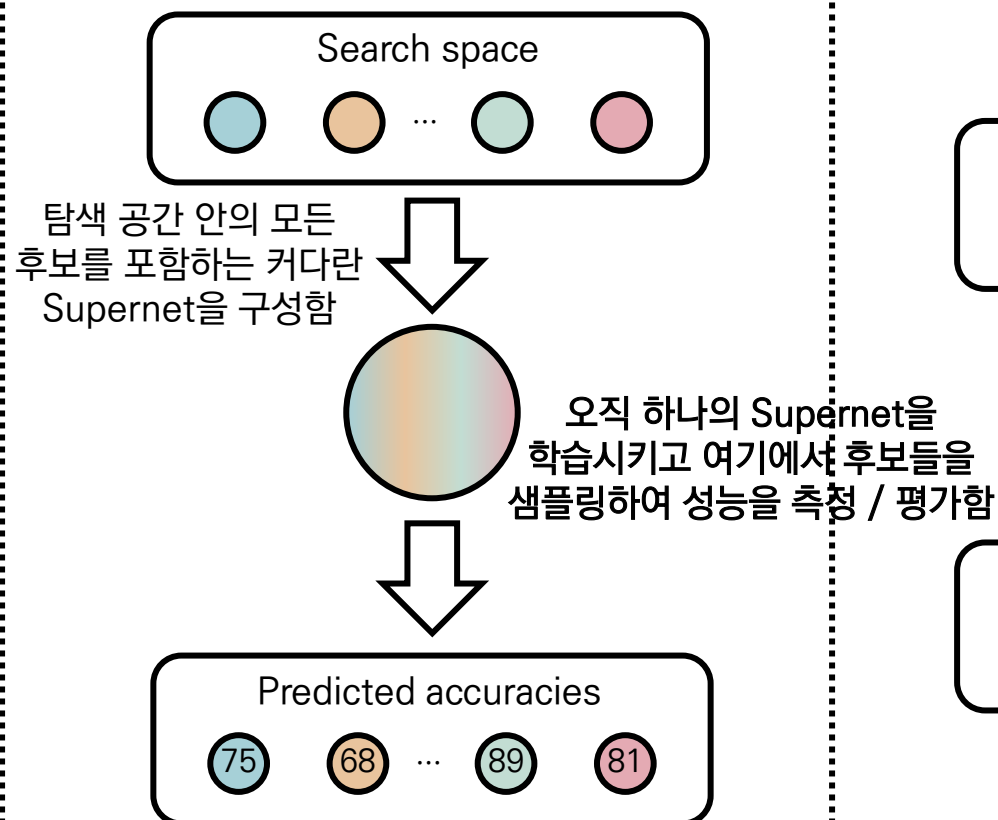 Search space
...
탐색 공간 안의 모든
후보를 포함하는 커다란
Supernet을 구성함
오직 하나의 Supernet을
학습시키고 여기에서 후보들을
샘플링하여 성능을 측정 / 평가함
Predicted accuracies
75 68 ... 89 81